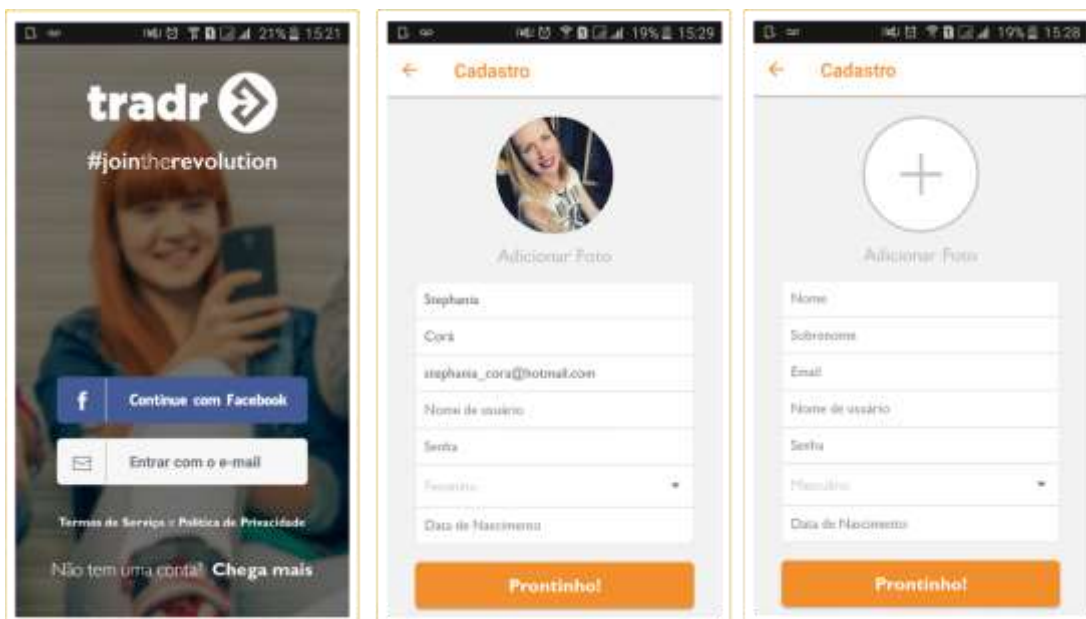 21% 15:21
tradr
#jointherevolution
f Continue com Facebook
Entrar com o e-mail
Termos de Serviço e Política de Privacidade
Não tem uma conta? Chega mais
19% 15:29
Cadastro
Adicionar Foto
Stephania
Corá
stephania_cora@hotmail.com
Nome de usuário
Senha
Feminino
Data de Nascimento
Prontinho!
19% 15:28
Cadastro
Adicionar Foto
Nome
Sobrenome
Email
Nome de usuário
Senha
Masculino
Data de Nascimento
Prontinho!